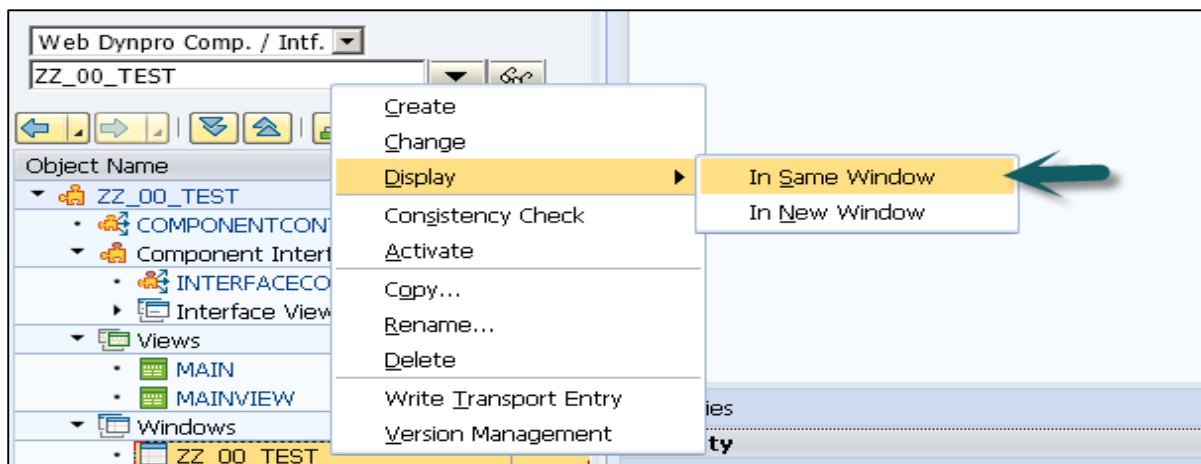 Web Dynpro Comp. / Intf.
ZZ_00_TEST
Object Name
ZZ_00_TEST
COMPONENTCON
Component Interf
INTERFACECO
Interface View
Views
MAIN
MAINVIEW
Windows
ZZ_00_TEST
Create
Change
Display
Consistency Check
Activate
Copy...
Rename...
Delete
Write Transport Entry
Version Management
In Same Window
In New Window
ies
ty